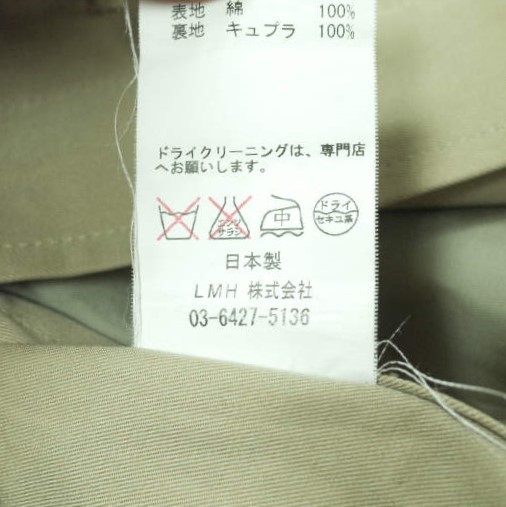 表地 綿 100%
裏地 キュプラ 100%
ドライクリーニングは、専門店
へお願いします。
エンソ
サラシ
中
ドライ
セキユ系
日本製
LMH 株式会社
03-6427-5136